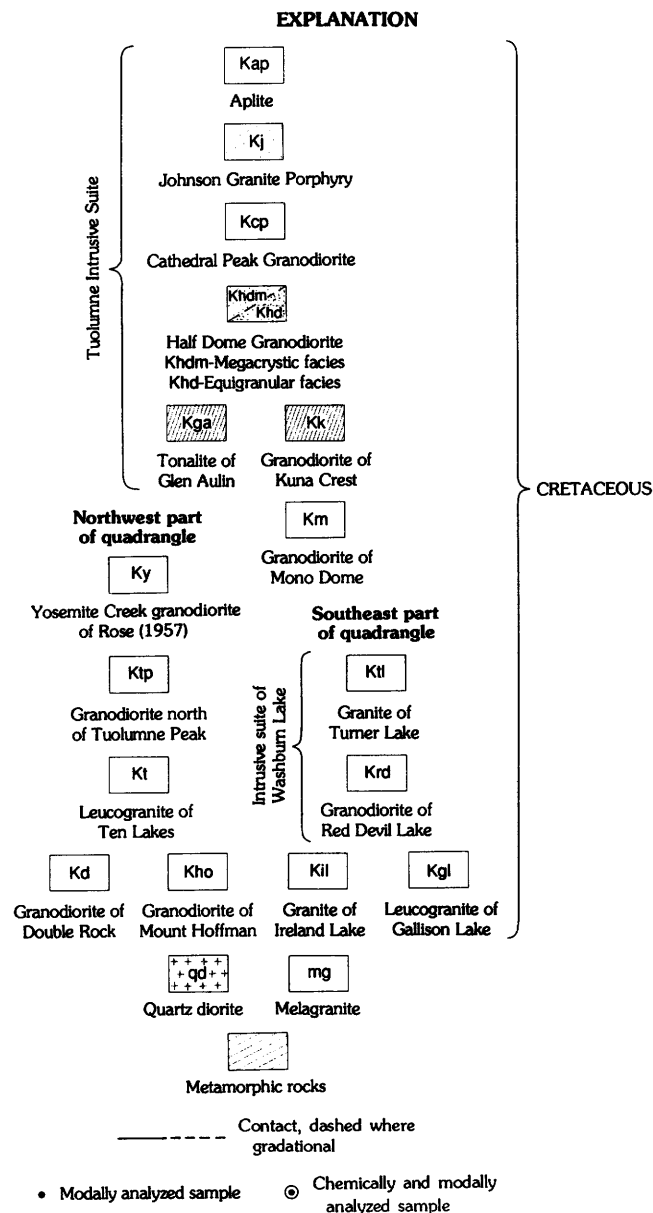 EXPLANATION
Kap
Aplite
Kj
Johnson Granite Porphyry
Kcp
Cathedral Peak Granodiorite
Khdm
Khd
Half Dome Granodiorite
Khdm-Megacrystic facies
Khd-Equigranular facies
Kga
Tonalite of
Glen Aulin
Kk
Granodiorite of
Kuna Crest
Tuolumne Intrusive Suite
CRETACEOUS
Km
Granodiorite of
Mono Dome
Northwest part
of quadrangle
Ky
Yosemite Creek granodiorite
of Rose (1957)
Ktp
Granodiorite north
of Tuolumne Peak
Kt
Leucogranite of
Ten Lakes
Southeast part
of quadrangle
Intrusive suite of
Washburn Lake
Ktl
Granite of
Turner Lake
Krd
Granodiorite of
Red Devil Lake
Kd
Granodiorite of
Double Rock
Kho
Granodiorite of
Mount Hoffman
Kil
Granite of
Ireland Lake
Kgl
Leucogranite of
Gallison Lake
qd
Quartz diorite
mg
Melagranite
Metamorphic rocks
Contact, dashed where
gradational
Modally analyzed sample
Chemically and modally
analyzed sample